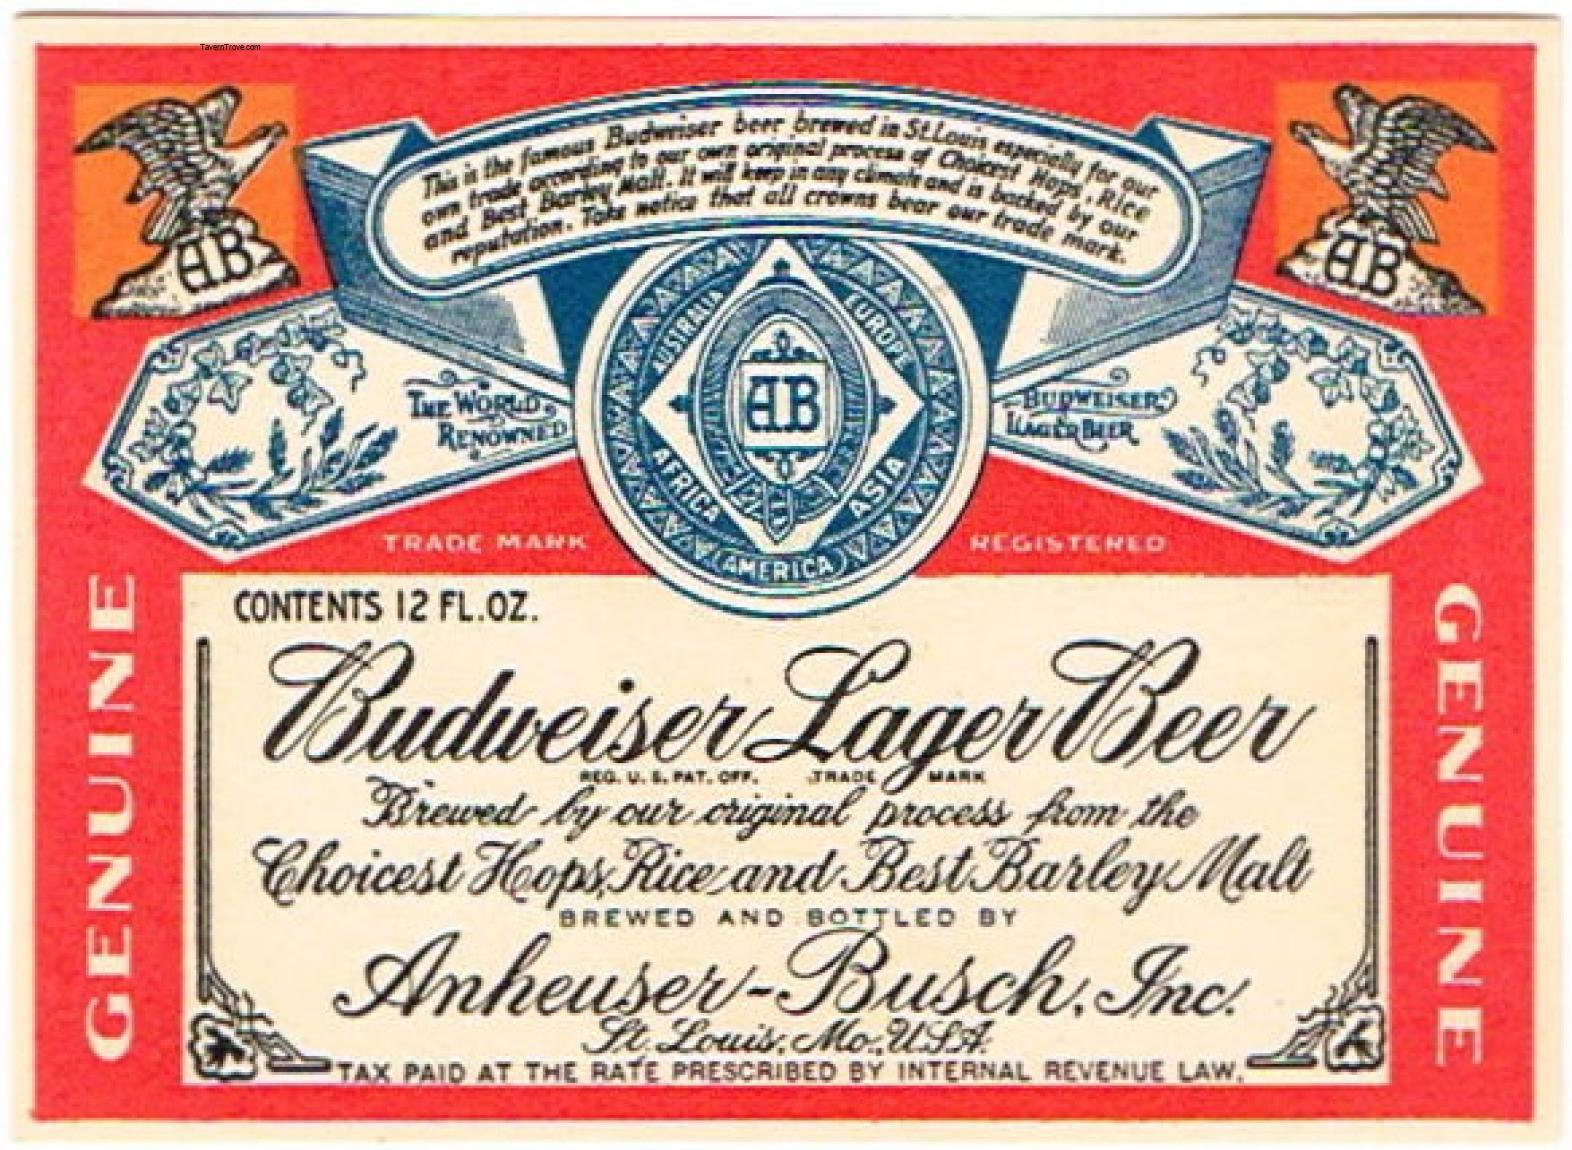 TavernTrove.com
This is the famous Budweiser beer brewed in St.Louis especially for our
own trade according to our own original process of Choicest Hops, Rice
and Best Barley Malt. It will keep in any climate and is backed by our
reputation. Take notice that all crowns bear our trade mark.
AB
AB
THE WORLD
RENOWNED
AUSTRALIA
EUROPE
AB
AFRICA
ASIA
AMERICA
BUDWEISER
LAGER BEER
TRADE MARK
REGISTERED
GENUINE
GENUINE
CONTENTS 12 FL.OZ.
Budweiser Lager Beer
REG. U. S. PAT. OFF. TRADE MARK
Brewed by our original process from the
Choicest Hops, Rice and Best Barley Malt
BREWED AND BOTTLED BY
Anheuser-Busch, Inc.
St. Louis, Mo., U.S.A.
TAX PAID AT THE RATE PRESCRIBED BY INTERNAL REVENUE LAW.